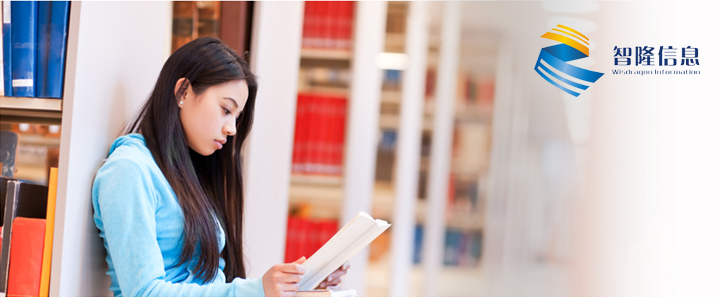 智隆信息
Wisdragon Information